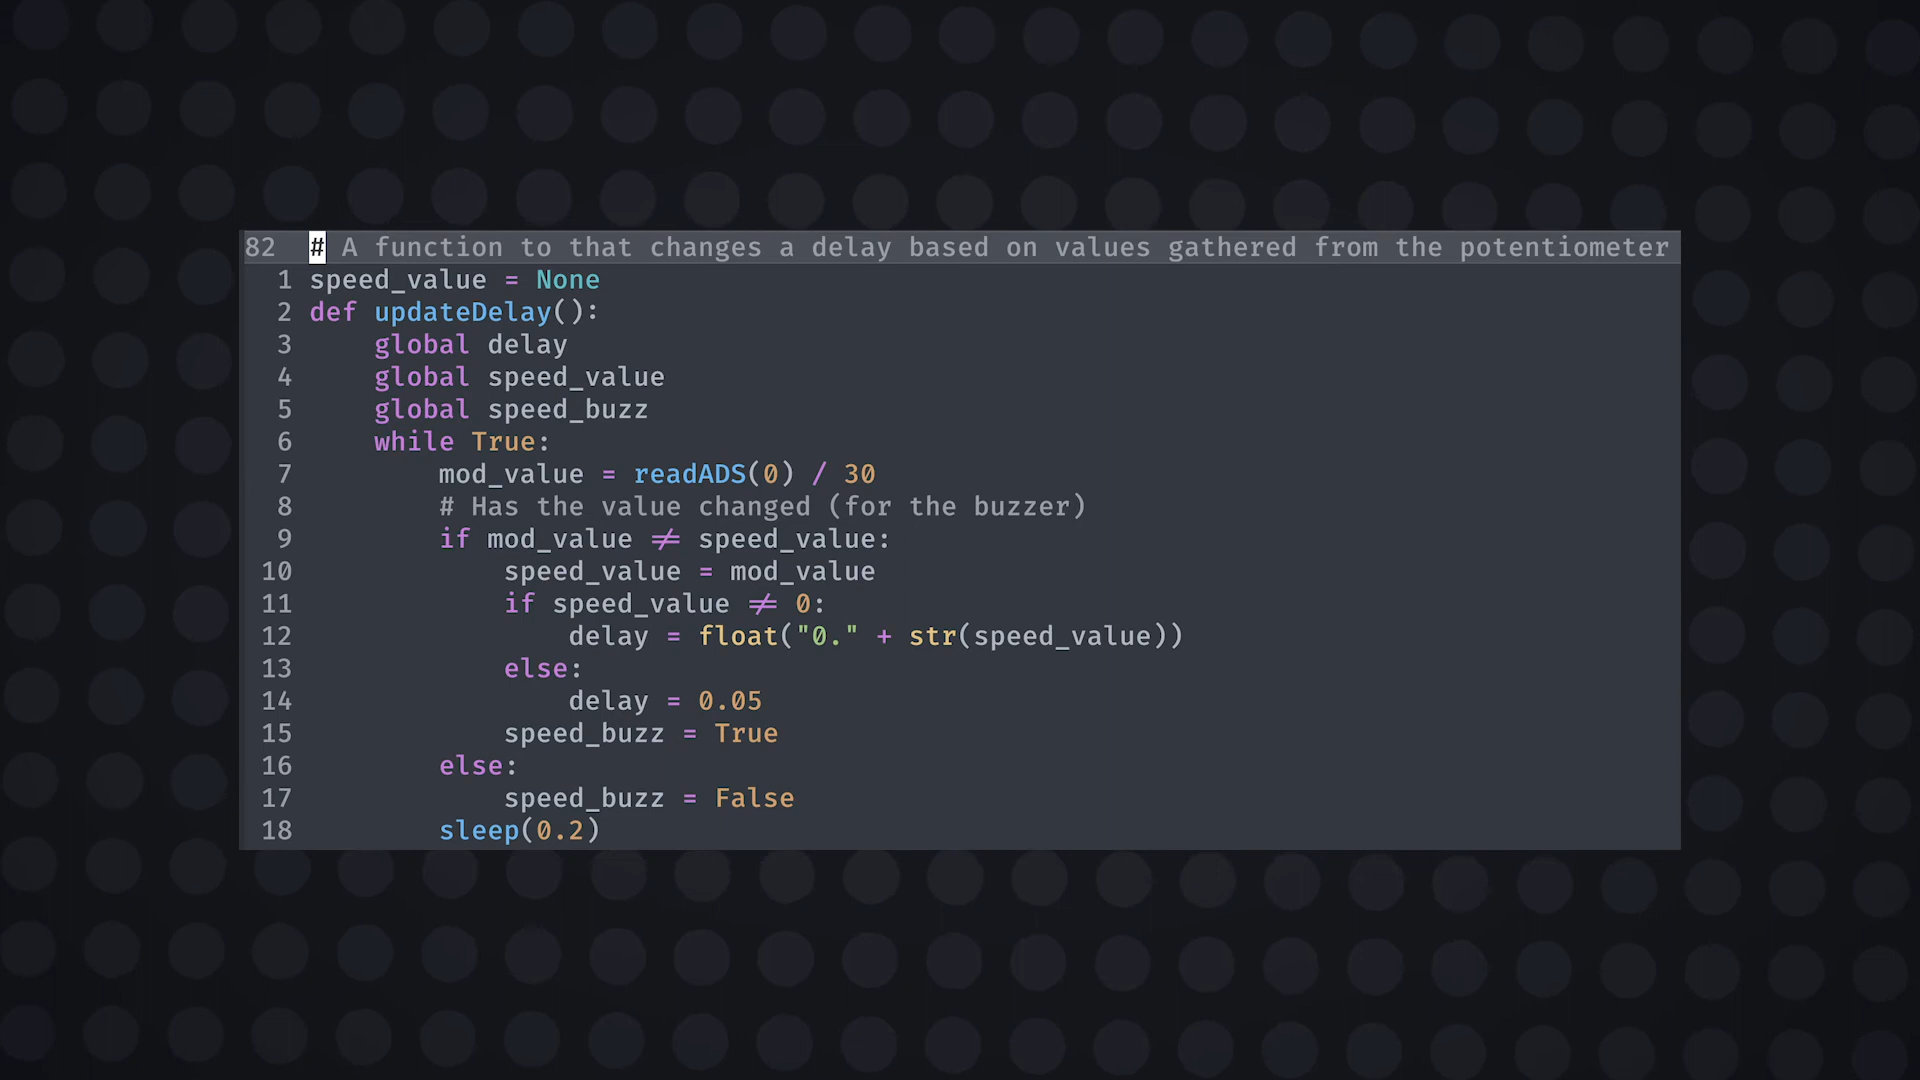 82 # A function to that changes a delay based on values gathered from the potentiometer
1 speed_value = None
2 def updateDelay():
3 global delay
4 global speed_value
5 global speed_buzz
6 while True:
7 mod_value = readADS(0) / 30
8 # Has the value changed (for the buzzer)
9 if mod_value ≠ speed_value:
10 speed_value = mod_value
11 if speed_value ≠ 0:
12 delay = float("0." + str(speed_value))
13 else:
14 delay = 0.05
15 speed_buzz = True
16 else:
17 speed_buzz = False
18 sleep(0.2)